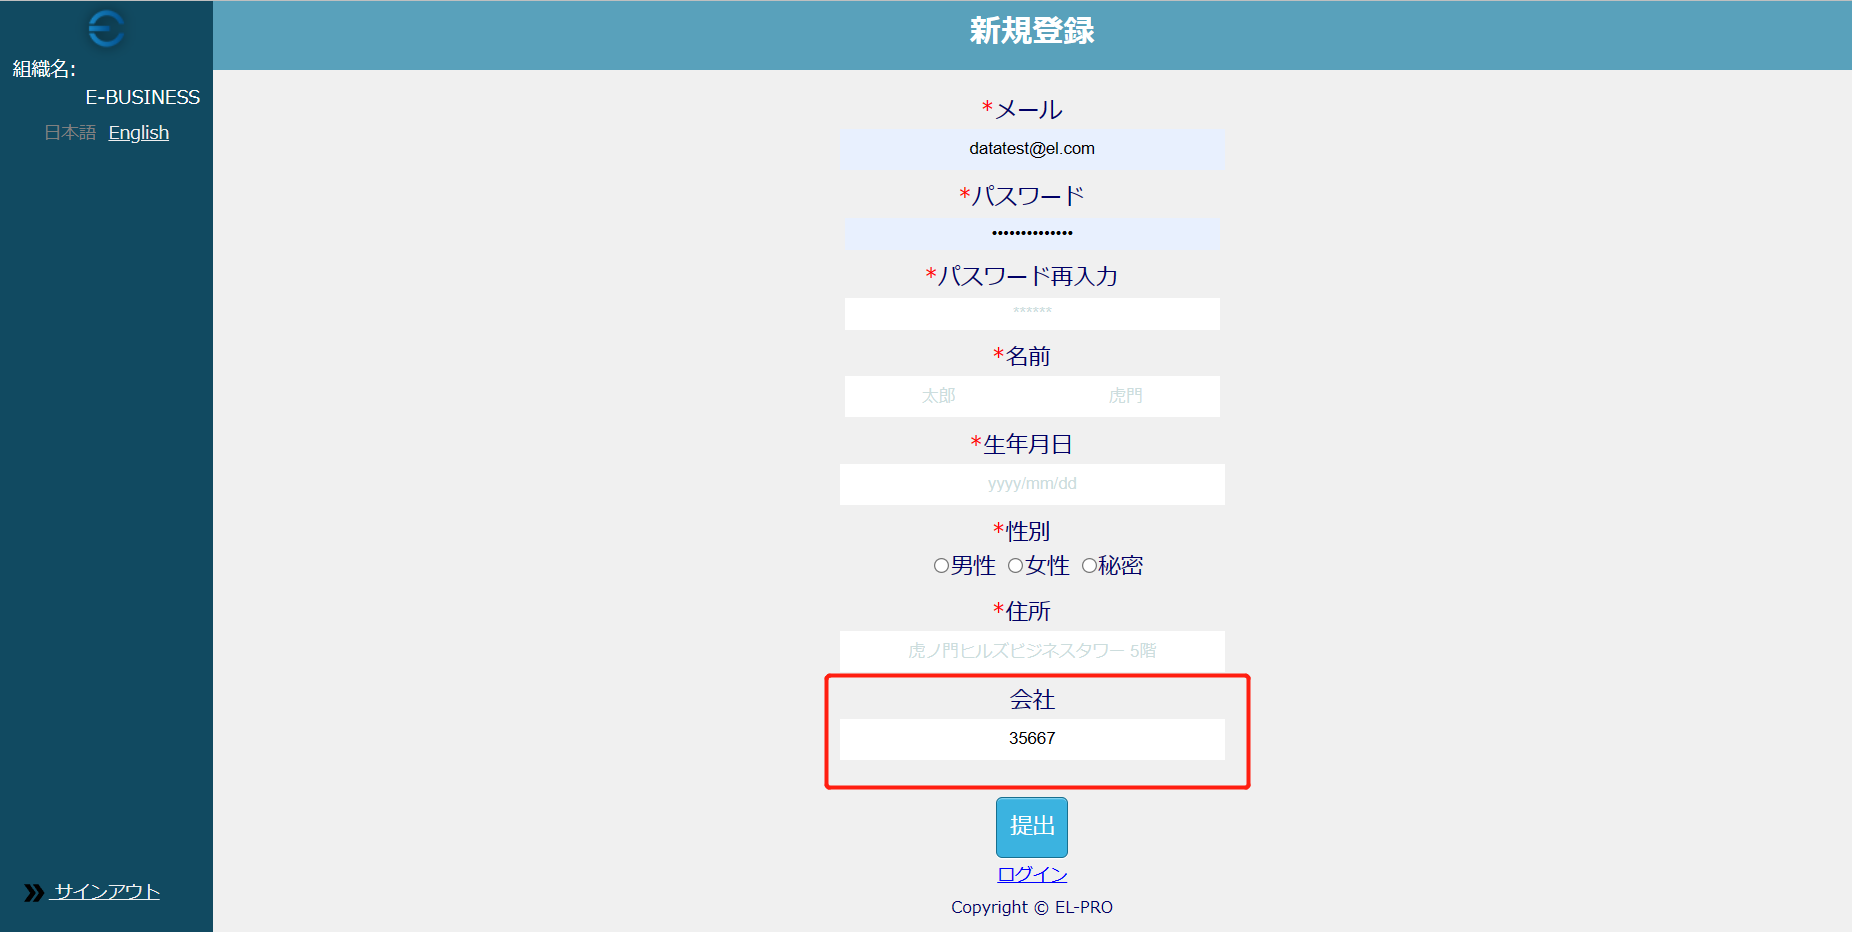 組織名:
E-BUSINESS
日本語 English
サインアウト
新規登録
*メール
datatest@el.com
*パスワード
••••••••••••••
*パスワード再入力
******
*名前
太郎 虎門
*生年月日
yyyy/mm/dd
*性別
男性 女性 秘密
*住所
虎ノ門ヒルズビジネスタワー 5階
会社
35667
提出
ログイン
Copyright © EL-PRO